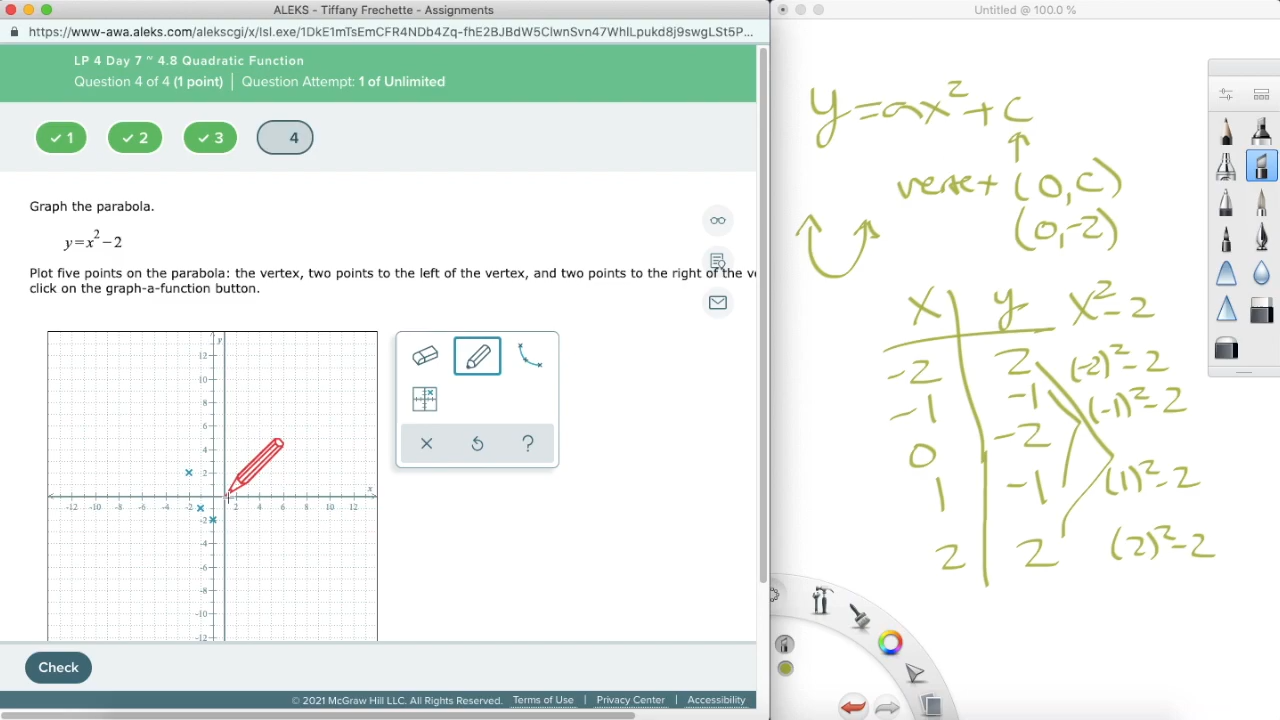 ALEKS - Tiffany Frechette - Assignments
https://www-awa.aleks.com/alekscgi/x/Isl.exe/1DkE1mTsEmCFR4NDb4Zq-fhE2BJBdW5ClwnSvn47WhlLpukd8j9swgLSt5P...
LP 4 Day 7 ~ 4.8 Quadratic Function
Question 4 of 4 (1 point) | Question Attempt: 1 of Unlimited
✓ 1 ✓ 2 ✓ 3 4
Graph the parabola.
y=x²−2
Plot five points on the parabola: the vertex, two points to the left of the vertex, and two points to the right of the ve
click on the graph-a-function button.
y
12
10
8
6
4
2
x
-12 -10 -8 -6 -4 -2 2 4 6 8 10 12
-2
-4
-6
-8
-10
-12
Check
© 2021 McGraw Hill LLC. All Rights Reserved. Terms of Use | Privacy Center | Accessibility
Untitled @ 100.0 %
y=ax²+c
vertex (0,c)
(0,-2)
x y x²-2
-2 2 (-2)²-2
-1 -1 (-1)²-2
0 -2
1 -1 (1)²-2
2 2 (2)²-2